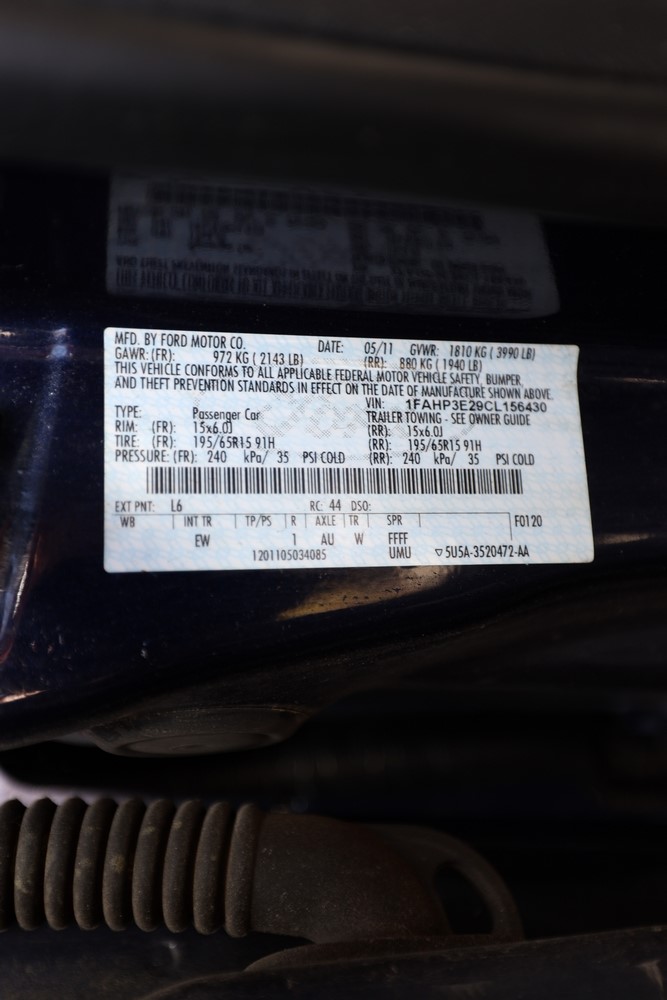 MFD. BY FORD MOTOR CO. DATE: 05/11 GVWR: 1810 KG ( 3990 LB)
GAWR: (FR): 972 KG ( 2143 LB) (RR): 880 KG ( 1940 LB)
THIS VEHICLE CONFORMS TO ALL APPLICABLE FEDERAL MOTOR VEHICLE SAFETY, BUMPER,
AND THEFT PREVENTION STANDARDS IN EFFECT ON THE DATE OF MANUFACTURE SHOWN ABOVE.
VIN: 1FAHP3E29CL156430
TYPE: Passenger Car TRAILER TOWING - SEE OWNER GUIDE
RIM: (FR): 15x6.0J (RR): 15x6.0J
TIRE: (FR): 195/65R15 91H (RR): 195/65R15 91H
PRESSURE: (FR): 240 kPa/ 35 PSI COLD (RR): 240 kPa/ 35 PSI COLD
EXT PNT: L6 RC: 44 DSO:
WB INT TR TP/PS R AXLE TR SPR F0120
EW 1 AU W FFFF
1201105034085 UMU ▽5U5A-3520472-AA